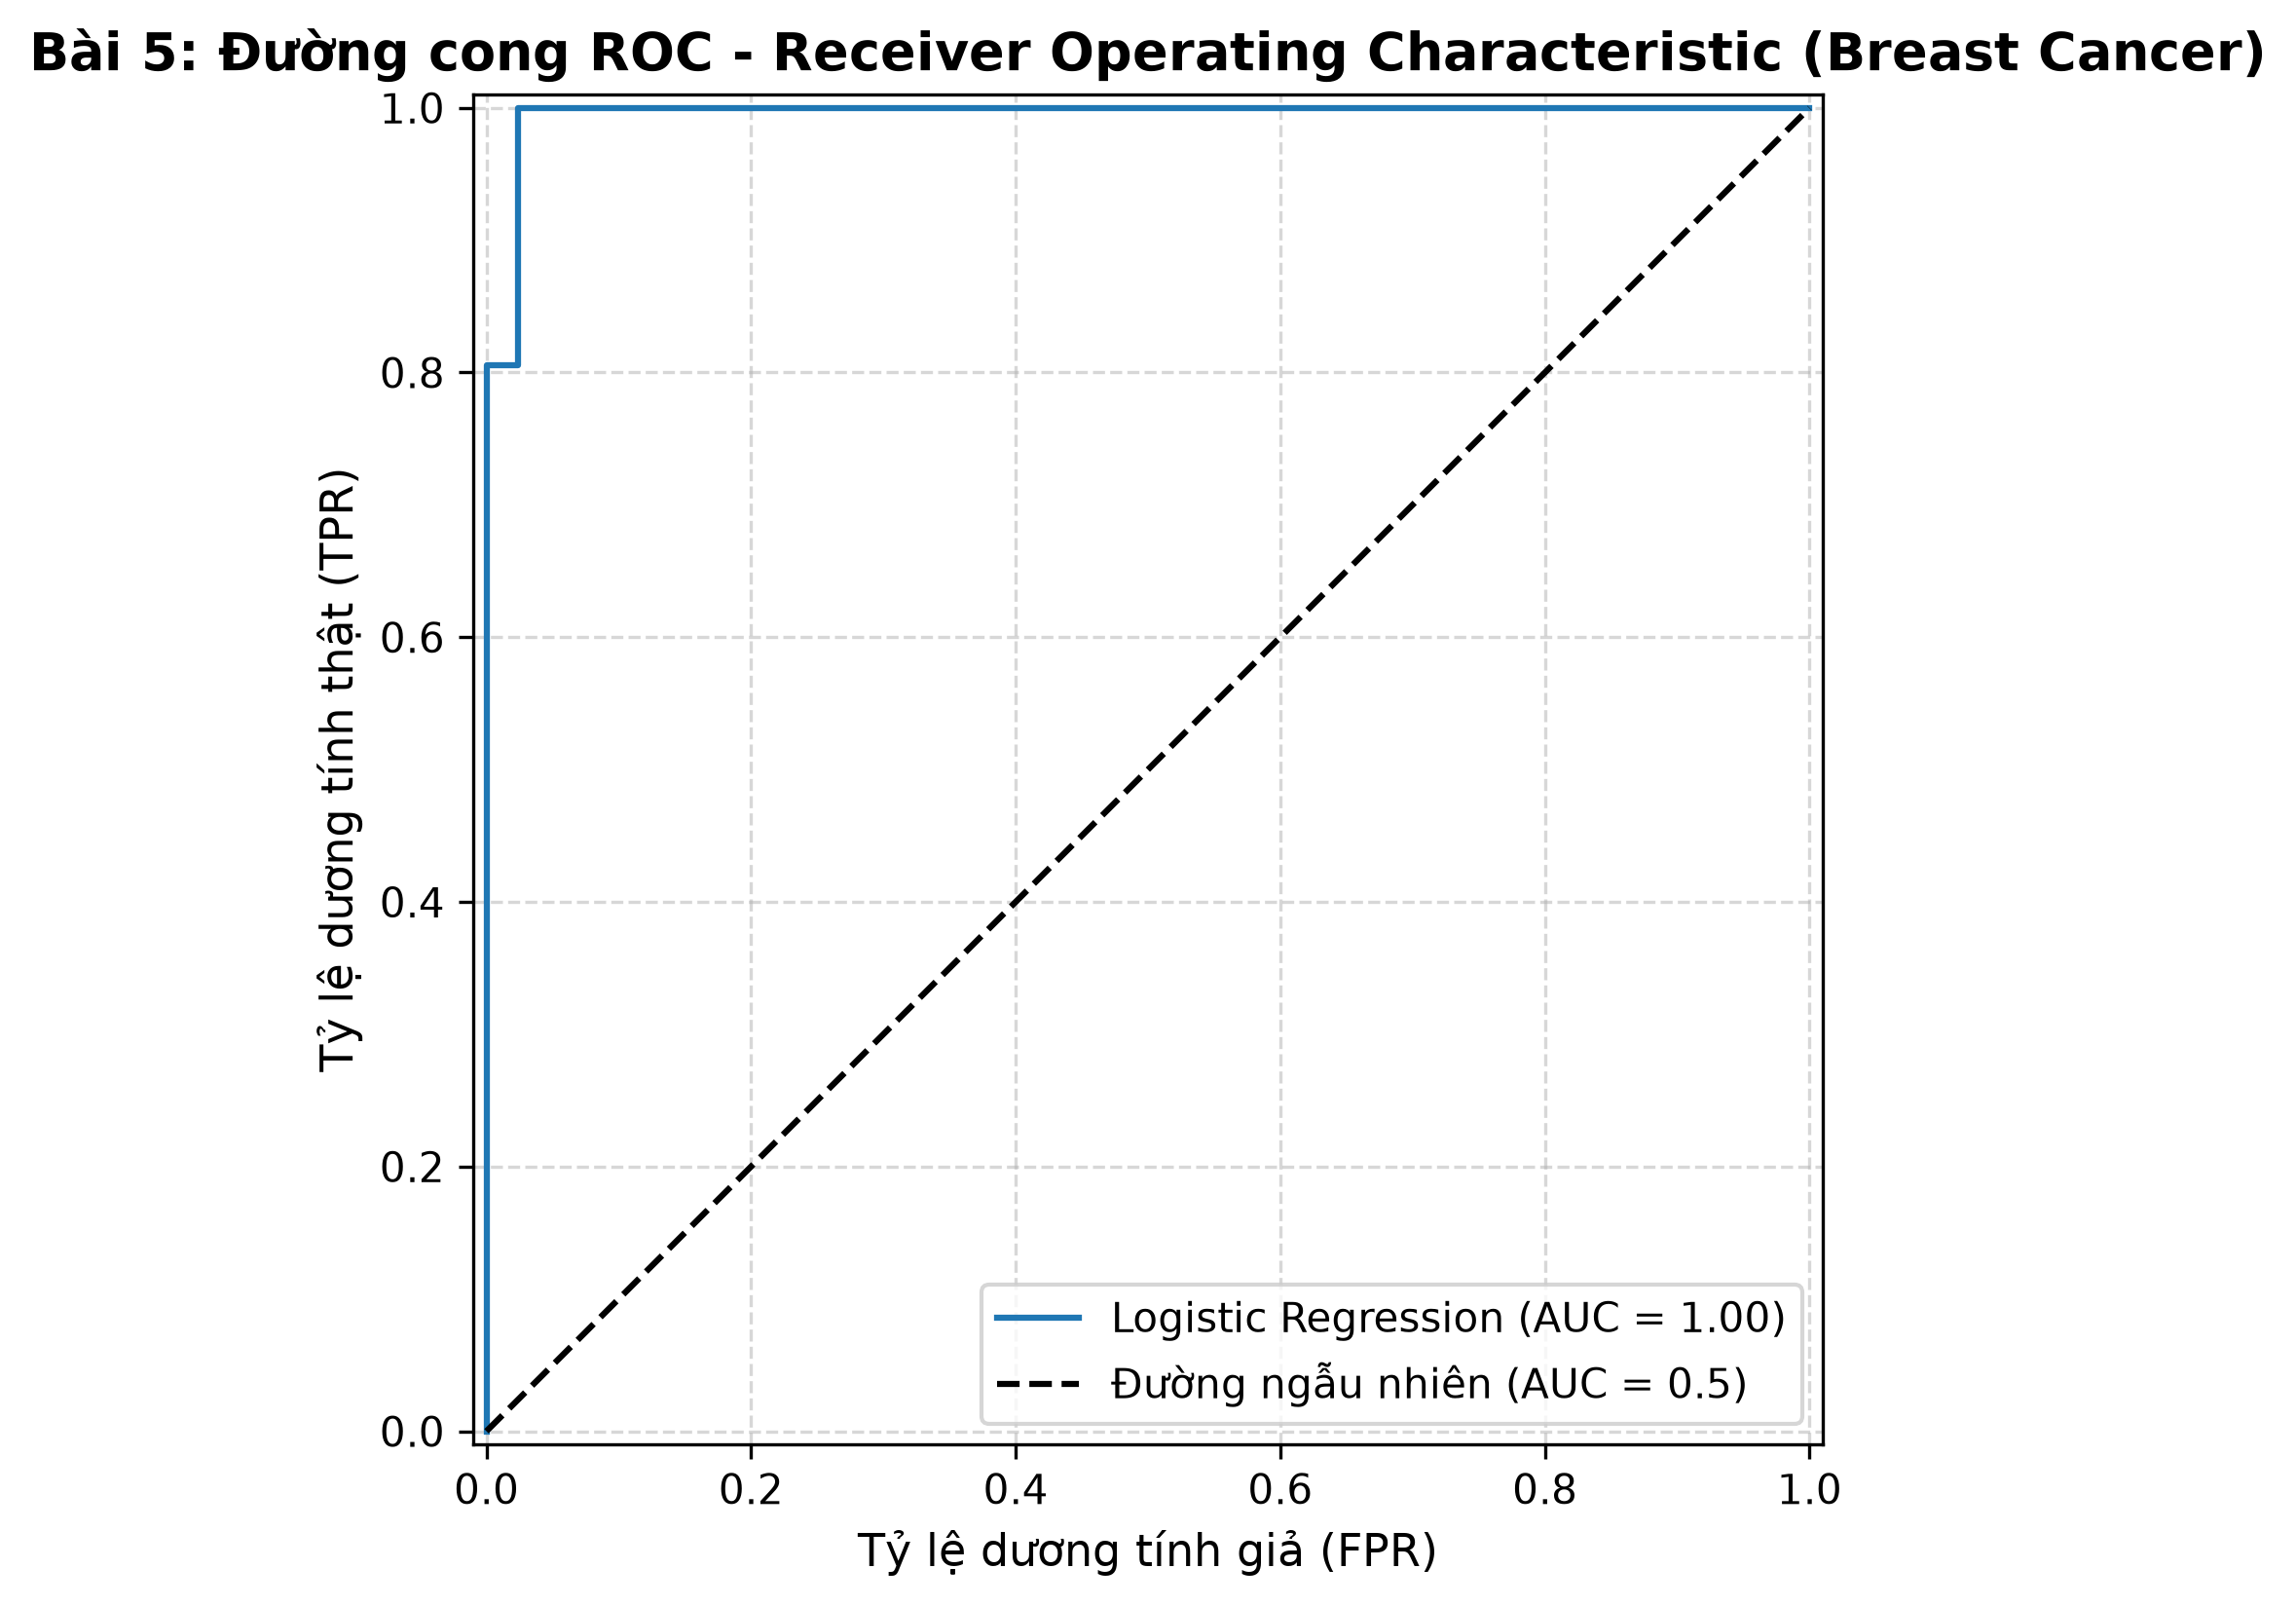 Bài 5: Đường cong ROC - Receiver Operating Characteristic (Breast Cancer)
Tỷ lệ dương tính thật (TPR)
1.0
0.8
0.6
0.4
0.2
0.0
0.0 0.2 0.4 0.6 0.8 1.0
Tỷ lệ dương tính giả (FPR)
Logistic Regression (AUC = 1.00)
Đường ngẫu nhiên (AUC = 0.5)